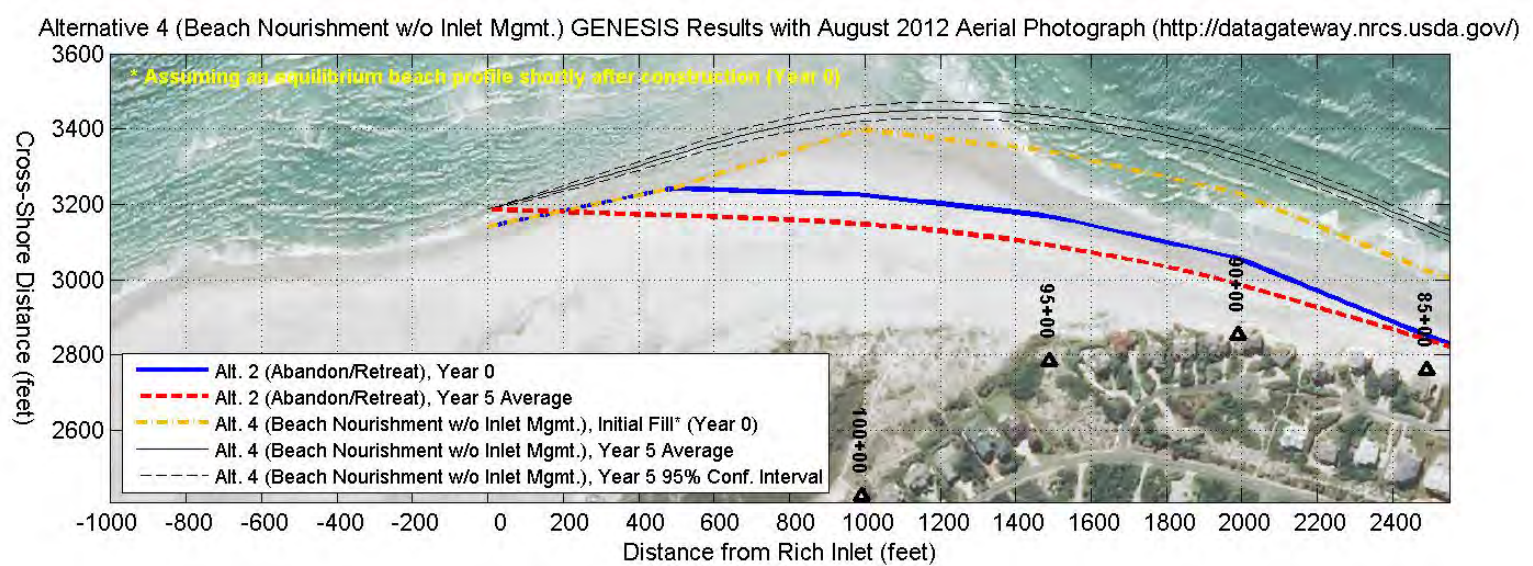 Alternative 4 (Beach Nourishment w/o Inlet Mgmt.) GENESIS Results with August 2012 Aerial Photograph (http://datagateway.nrcs.usda.gov/)
* Assuming an equilibrium beach profile shortly after construction (Year 0)
Cross-Shore Distance (feet)
3600
3400
3200
3000
2800
2600
90+00
95+00
85+00
100+00
Alt. 2 (Abandon/Retreat), Year 0
Alt. 2 (Abandon/Retreat), Year 5 Average
Alt. 4 (Beach Nourishment w/o Inlet Mgmt.), Initial Fill* (Year 0)
Alt. 4 (Beach Nourishment w/o Inlet Mgmt.), Year 5 Average
Alt. 4 (Beach Nourishment w/o Inlet Mgmt.), Year 5 95% Conf. Interval
-1000 -800 -600 -400 -200 0 200 400 600 800 1000 1200 1400 1600 1800 2000 2200 2400
Distance from Rich Inlet (feet)